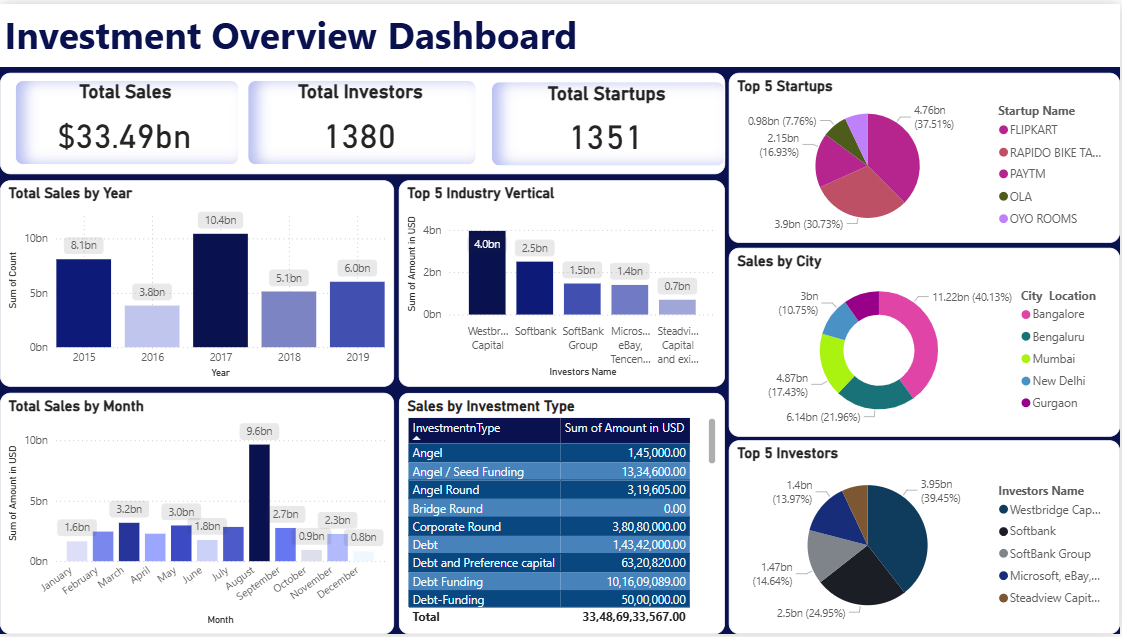 Investment Overview Dashboard
Total Sales
$33.49bn
Total Investors
1380
Total Startups
1351
Top 5 Startups
4.76bn
(37.51%)
0.98bn (7.76%)
2.15bn
(16.93%)
3.9bn (30.73%)
Startup Name
FLIPKART
RAPIDO BIKE TA...
PAYTM
OLA
OYO ROOMS
Total Sales by Year
Sum of Count
10bn
5bn
0bn
8.1bn
3.8bn
10.4bn
5.1bn
6.0bn
2015
2016
2017
2018
2019
Year
Top 5 Industry Vertical
Sum of Amount in USD
4bn
2bn
0bn
4.0bn
2.5bn
1.5bn
1.4bn
0.7bn
Westbr...
Capital
Softbank
SoftBank
Group
Micros...
eBay,
Tencen...
Steadvi...
Capital
and exi...
Investors Name
Sales by City
3bn
(10.75%)
11.22bn (40.13%)
4.87bn
(17.43%)
6.14bn (21.96%)
City Location
Bangalore
Bengaluru
Mumbai
New Delhi
Gurgaon
Total Sales by Month
Sum of Amount in USD
10bn
5bn
0bn
1.6bn
3.2bn
3.0bn
1.8bn
9.6bn
2.7bn
0.9bn
2.3bn
0.8bn
January
February
March
April
May
June
July
August
September
October
November
December
Month
Sales by Investment Type
InvestmentnType Sum of Amount in USD
Angel 1,45,000.00
Angel / Seed Funding 13,34,600.00
Angel Round 3,19,605.00
Bridge Round 0.00
Corporate Round 3,80,80,000.00
Debt 1,43,42,000.00
Debt and Preference capital 63,20,820.00
Debt Funding 10,16,09,089.00
Debt-Funding 50,00,000.00
Total 33,48,69,33,567.00
Top 5 Investors
1.4bn
(13.97%)
3.95bn
(39.45%)
1.47bn
(14.64%)
2.5bn (24.95%)
Investors Name
Westbridge Cap...
Softbank
SoftBank Group
Microsoft, eBay,...
Steadview Capit...